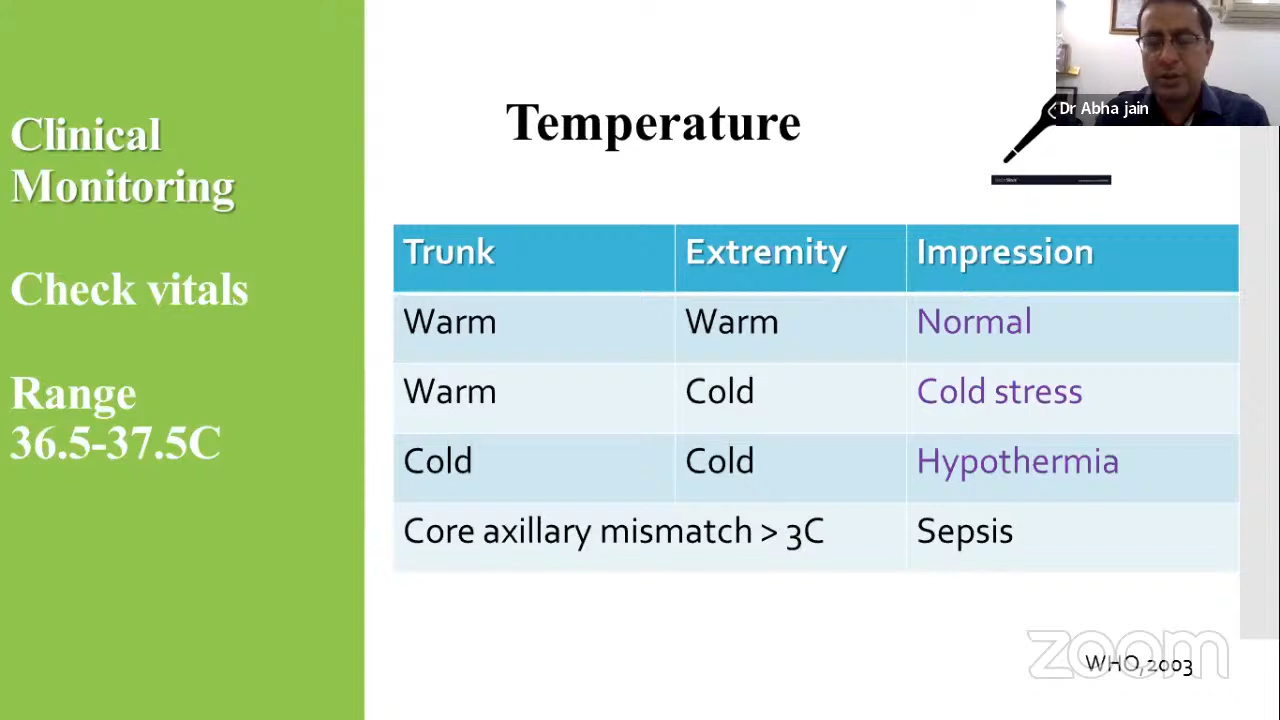 Clinical
Monitoring
Check vitals
Range
36.5-37.5C
Temperature
Dr Abha jain
Trunk Extremity Impression
Warm Warm Normal
Warm Cold Cold stress
Cold Cold Hypothermia
Core axillary mismatch > 3C Sepsis
zoom
WHO, 2003